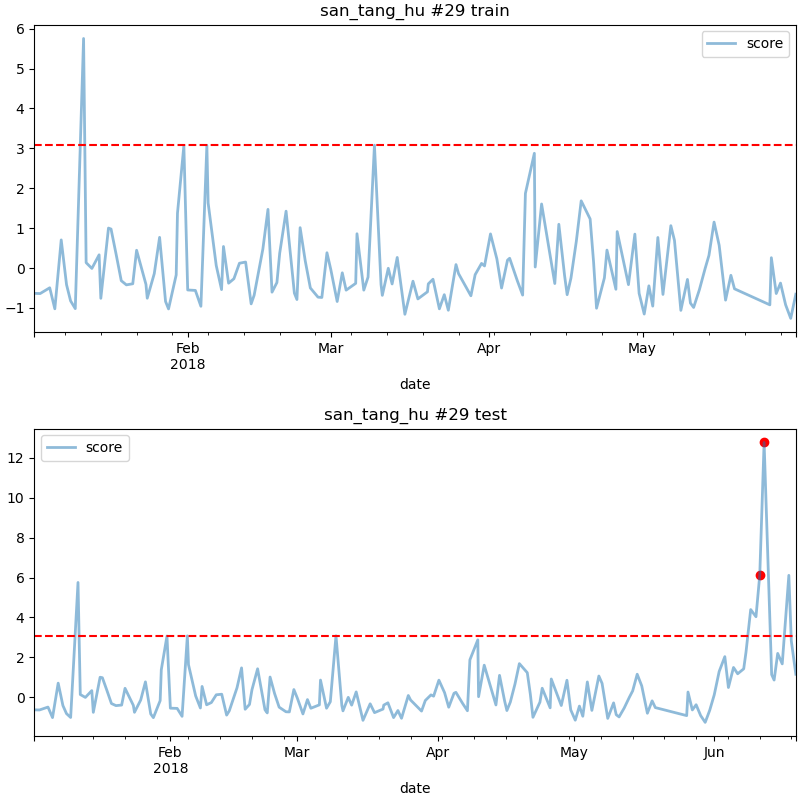 san_tang_hu #29 train
score
6
5
4
3
2
1
0
−1
Feb
2018
Mar
Apr
May
date
san_tang_hu #29 test
score
12
10
8
6
4
2
0
Feb
2018
Mar
Apr
May
Jun
date